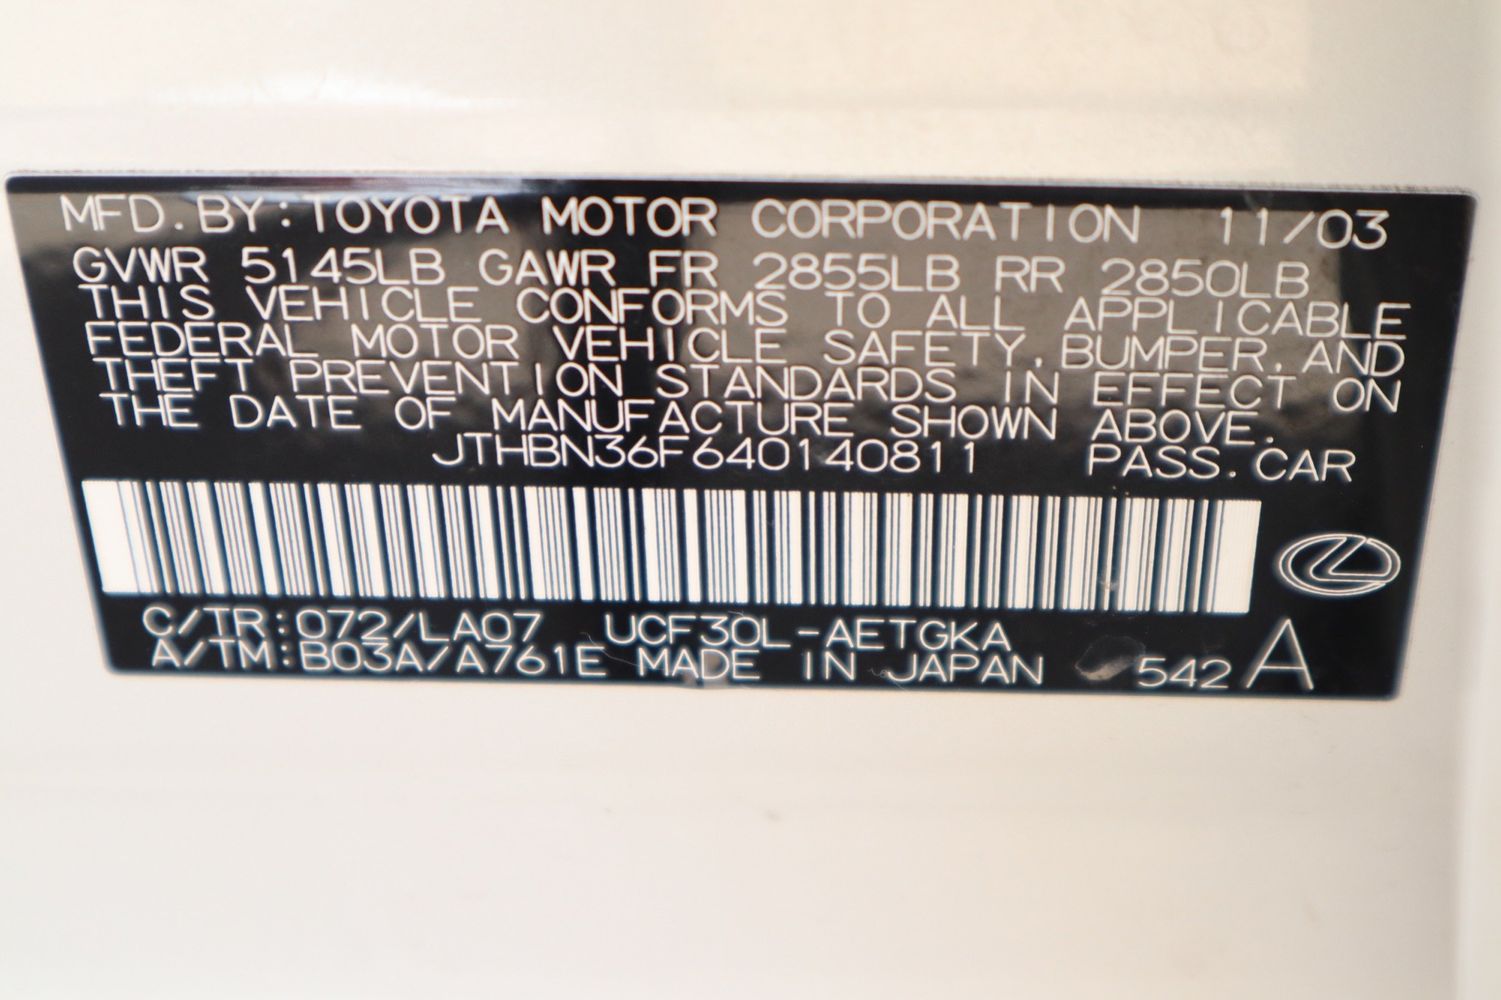 MFD. BY: TOYOTA MOTOR CORPORATION 11/03
GVWR 5145LB GAWR FR 2855LB RR 2850LB
THIS VEHICLE CONFORMS TO ALL APPLICABLE
FEDERAL MOTOR VEHICLE SAFETY, BUMPER, AND
THEFT PREVENTION STANDARDS IN EFFECT ON
THE DATE OF MANUFACTURE SHOWN ABOVE.
JTHBN36F640140811 PASS. CAR
C/TR: 072/LA07 UCF30L-AETGKA
A/TM: B03A/A761E MADE IN JAPAN 542 A